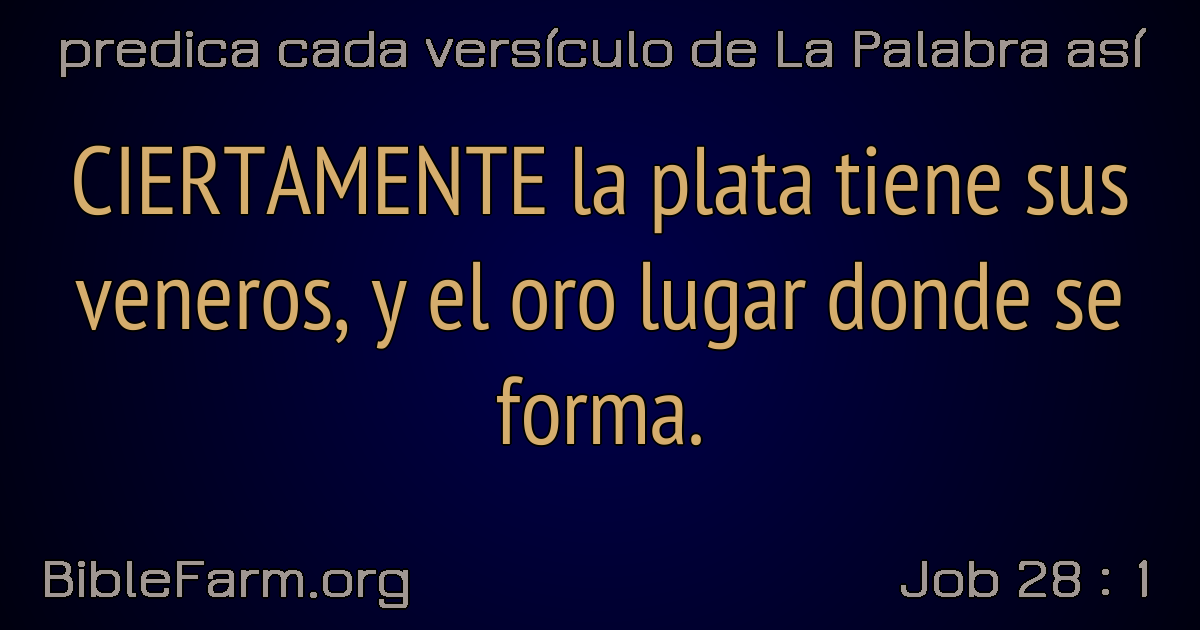 predica cada versículo de La Palabra así
CIERTAMENTE la plata tiene sus
veneros, y el oro lugar donde se
forma.
BibleFarm.org
Job 28 : 1